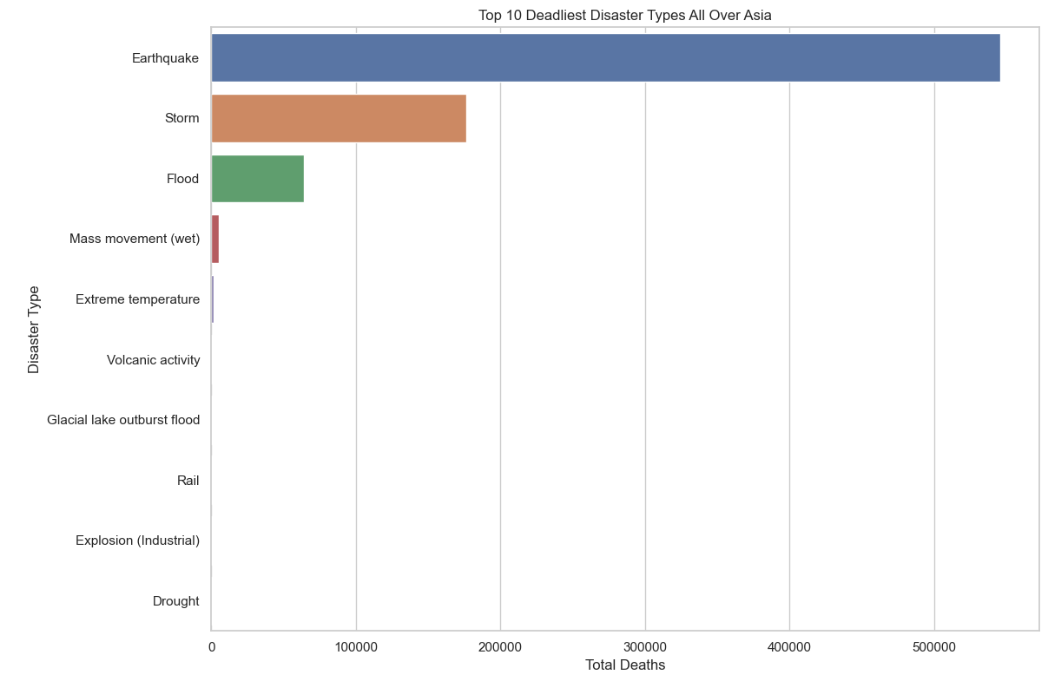 Top 10 Deadliest Disaster Types All Over Asia
Disaster Type
Earthquake
Storm
Flood
Mass movement (wet)
Extreme temperature
Volcanic activity
Glacial lake outburst flood
Rail
Explosion (Industrial)
Drought
0 100000 200000 300000 400000 500000
Total Deaths